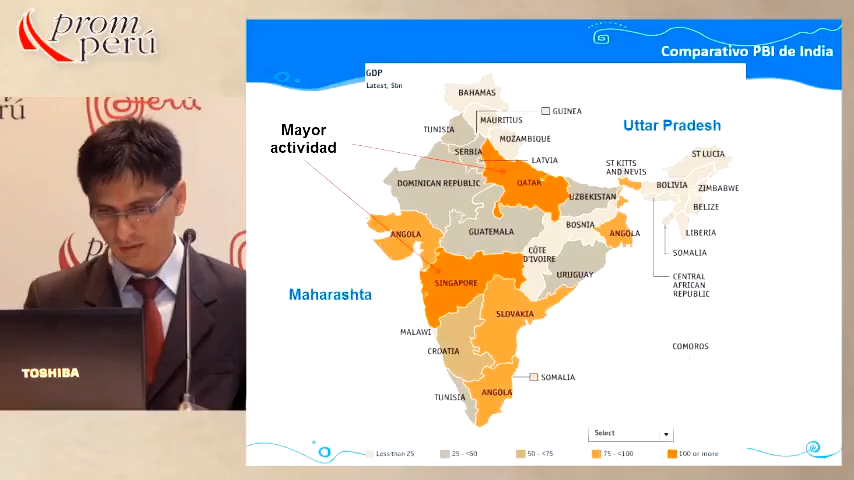 prom
perú
Perú
rú
TOSHIBA
Comparativo PBI de India
GDP
Latest, $bn
Mayor
actividad
Uttar Pradesh
Maharashta
BAHAMAS
GUINEA
MAURITIUS
TUNISIA
MOZAMBIQUE
SERBIA
LATVIA
ST LUCIA
ST KITTS
AND NEVIS
DOMINICAN REPUBLIC
QATAR
UZBEKISTAN
BOLIVIA
ZIMBABWE
BELIZE
BOSNIA
ANGOLA
GUATEMALA
ANGOLA
LIBERIA
CÔTE
D'IVOIRE
SOMALIA
URUGUAY
SINGAPORE
CENTRAL
AFRICAN
REPUBLIC
SLOVAKIA
MALAWI
CROATIA
COMOROS
SOMALIA
ANGOLA
TUNISIA
Select
Less than 25
25 - <50
50 - <75
75 - <100
100 or more